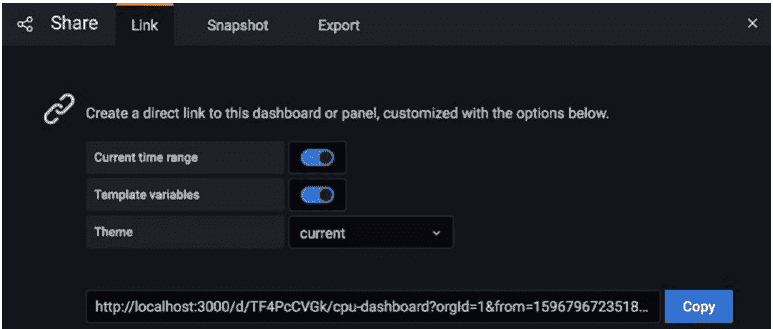 Share Link Snapshot Export ×
Create a direct link to this dashboard or panel, customized with the options below.
Current time range
Template variables
Theme current
http://localhost:3000/d/TF4PcCVGk/cpu-dashboard?orgId=1&from=1596796723518... Copy